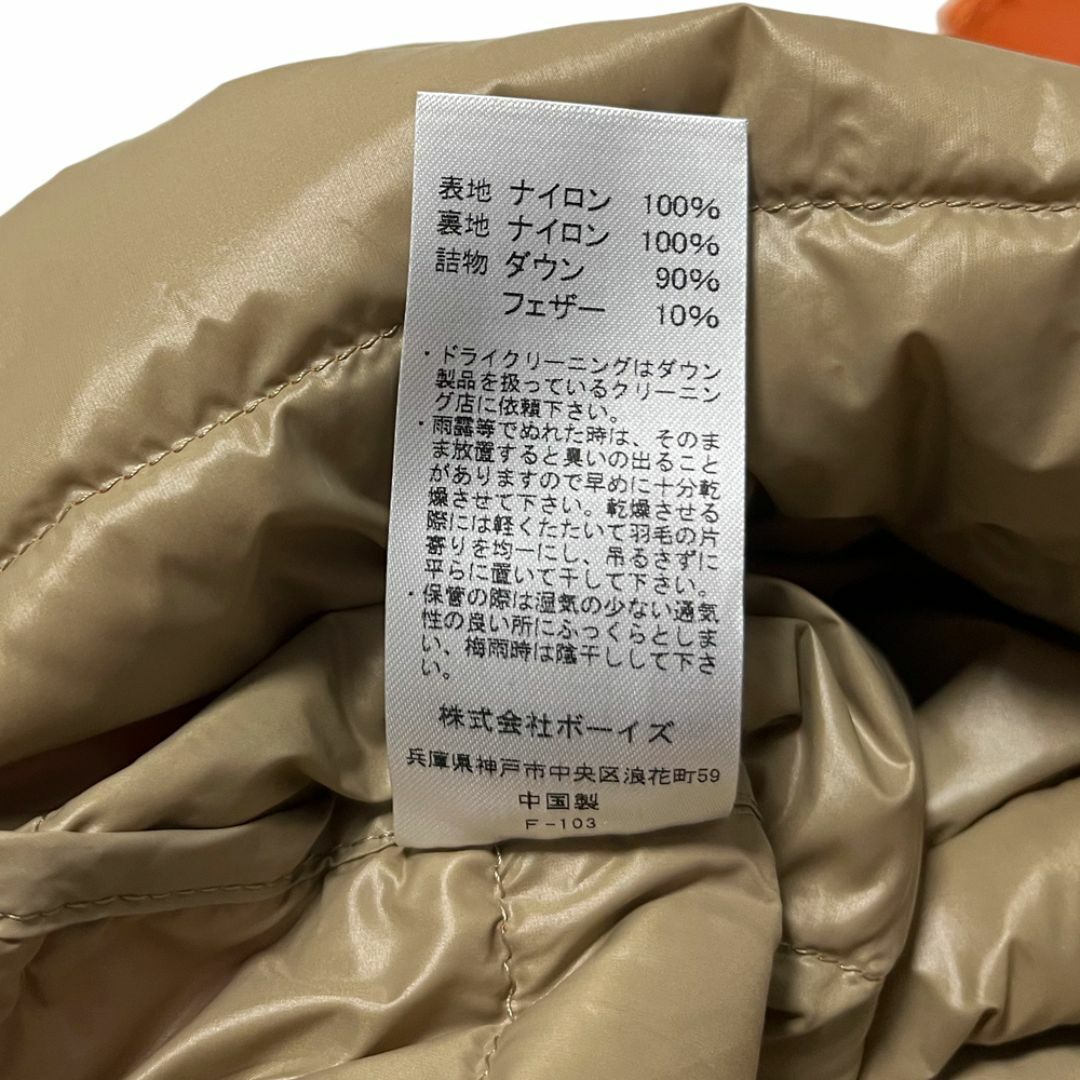 表地 ナイロン 100%
裏地 ナイロン 100%
詰物 ダウン 90%
フェザー 10%
・ドライクリーニングはダウン
製品を扱っているクリーニン
グ店に依頼下さい。
・雨露等でぬれた時は、そのま
ま放置すると臭いの出ること
がありますので早めに十分乾
燥させて下さい。乾燥させる
際には軽くたたいて羽毛の片
寄りを均一にし、吊るさずに
平らに置いて干して下さい。
・保管の際は湿気の少ない通気
性の良い所にふっくらとしま
い、梅雨時は陰干しして下さ
い。
株式会社ボーイズ
兵庫県神戸市中央区浪花町59
中国製
F-103